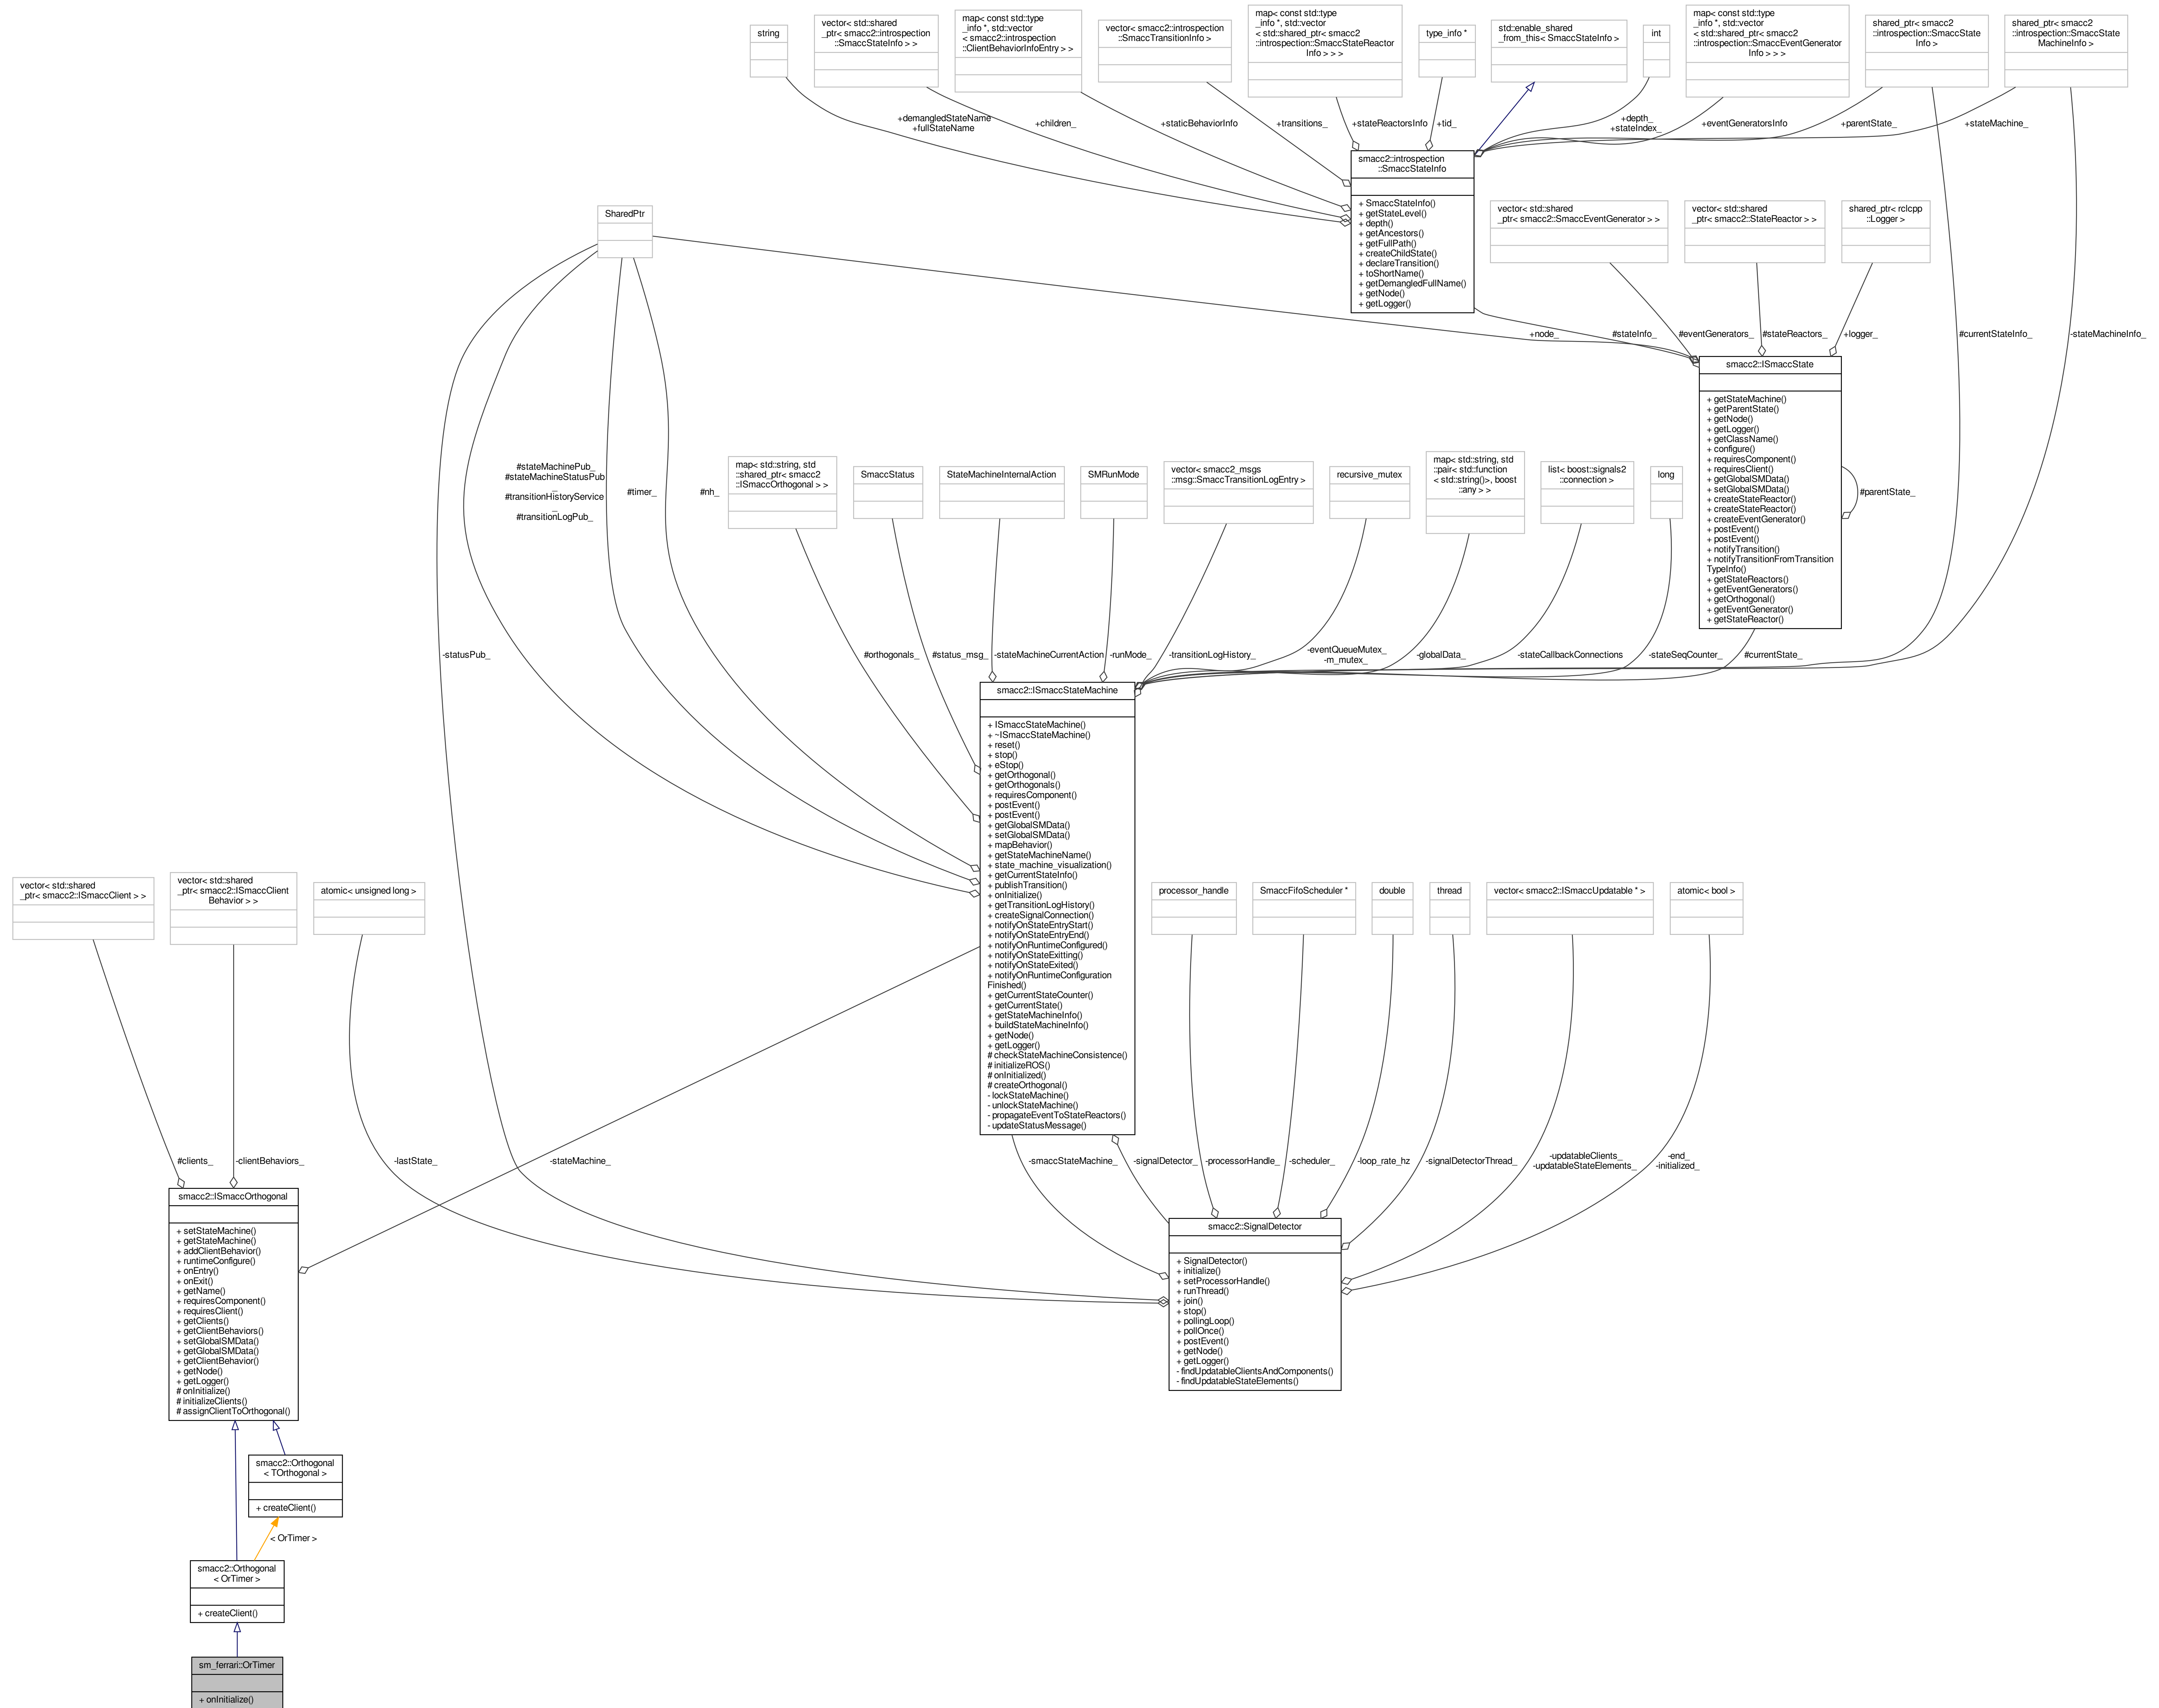 string
vector< std::shared
_ptr< smacc2::introspection
::SmaccStateInfo > >
map< const std::type
_info *, std::vector
< smacc2::introspection
::ClientBehaviorInfoEntry > >
vector< smacc2::introspection
::SmaccTransitionInfo >
map< const std::type
_info *, std::vector
< std::shared_ptr< smacc2
::introspection::SmaccStateReactor
Info > > >
type_info *
std::enable_shared
_from_this< SmaccStateInfo >
int
map< const std::type
_info *, std::vector
< std::shared_ptr< smacc2
::introspection::SmaccEventGenerator
Info > > >
shared_ptr< smacc2
::introspection::SmaccState
Info >
shared_ptr< smacc2
::introspection::SmaccState
MachineInfo >
+demangledStateName
+fullStateName
+children_
+staticBehaviorInfo
+transitions_
+stateReactorsInfo
+tid_
+depth_
+stateIndex_
+eventGeneratorsInfo
+parentState_
+stateMachine_
smacc2::introspection
::SmaccStateInfo
+ SmaccStateInfo()
+ getStateLevel()
+ depth()
+ getAncestors()
+ getFullPath()
+ createChildState()
+ declareTransition()
+ toShortName()
+ getDemangledFullName()
+ getNode()
+ getLogger()
SharedPtr
vector< std::shared
_ptr< smacc2::SmaccEventGenerator > >
vector< std::shared
_ptr< smacc2::StateReactor > >
shared_ptr< rclcpp
::Logger >
+node_
#stateInfo_
#eventGenerators_
#stateReactors_
+logger_
#currentStateInfo_
-stateMachineInfo_
smacc2::ISmaccState
+ getStateMachine()
+ getParentState()
+ getNode()
+ getLogger()
+ getClassName()
+ configure()
+ requiresComponent()
+ requiresClient()
+ getGlobalSMData()
+ setGlobalSMData()
+ createStateReactor()
+ createStateReactor()
+ createEventGenerator()
+ postEvent()
+ postEvent()
+ notifyTransition()
+ notifyTransitionFromTransition
TypeInfo()
+ getStateReactors()
+ getEventGenerators()
+ getOrthogonal()
+ getEventGenerator()
+ getStateReactor()
#parentState_
#stateMachinePub_
#stateMachineStatusPub
_
#transitionHistoryService
_
#transitionLogPub_
#timer_
#nh_
map< std::string, std
::shared_ptr< smacc2
::ISmaccOrthogonal > >
SmaccStatus
StateMachineInternalAction
SMRunMode
vector< smacc2_msgs
::msg::SmaccTransitionLogEntry >
recursive_mutex
map< std::string, std
::pair< std::function
< std::string()>, boost
::any > >
list< boost::signals2
::connection >
long
-statusPub_
#orthogonals_
#status_msg_
-stateMachineCurrentAction
-runMode_
-transitionLogHistory_
-eventQueueMutex_
-m_mutex_
-globalData_
-stateCallbackConnections
-stateSeqCounter_
#currentState_
smacc2::ISmaccStateMachine
+ ISmaccStateMachine()
+ ~ISmaccStateMachine()
+ reset()
+ stop()
+ eStop()
+ getOrthogonal()
+ getOrthogonals()
+ requiresComponent()
+ postEvent()
+ postEvent()
+ getGlobalSMData()
+ setGlobalSMData()
+ mapBehavior()
+ getStateMachineName()
+ state_machine_visualization()
+ getCurrentStateInfo()
+ publishTransition()
+ onInitialize()
+ getTransitionLogHistory()
+ createSignalConnection()
+ notifyOnStateEntryStart()
+ notifyOnStateEntryEnd()
+ notifyOnRuntimeConfigured()
+ notifyOnStateExitting()
+ notifyOnStateExited()
+ notifyOnRuntimeConfiguration
Finished()
+ getCurrentStateCounter()
+ getCurrentState()
+ getStateMachineInfo()
+ buildStateMachineInfo()
+ getNode()
+ getLogger()
# checkStateMachineConsistence()
# initializeROS()
# onInitialized()
# createOrthogonal()
- lockStateMachine()
- unlockStateMachine()
- propagateEventToStateReactors()
- updateStatusMessage()
vector< std::shared
_ptr< smacc2::ISmaccClient > >
vector< std::shared
_ptr< smacc2::ISmaccClient
Behavior > >
atomic< unsigned long >
processor_handle
SmaccFifoScheduler *
double
thread
vector< smacc2::ISmaccUpdatable * >
atomic< bool >
#clients_
-clientBehaviors_
-lastState_
-stateMachine_
-smaccStateMachine_
-signalDetector_
-processorHandle_
-scheduler_
-loop_rate_hz
-signalDetectorThread_
-updatableClients_
-updatableStateElements_
-end_
-initialized_
smacc2::ISmaccOrthogonal
+ setStateMachine()
+ getStateMachine()
+ addClientBehavior()
+ runtimeConfigure()
+ onEntry()
+ onExit()
+ getName()
+ requiresComponent()
+ requiresClient()
+ getClients()
+ getClientBehaviors()
+ setGlobalSMData()
+ getGlobalSMData()
+ getClientBehavior()
+ getNode()
+ getLogger()
# onInitialize()
# initializeClients()
# assignClientToOrthogonal()
smacc2::SignalDetector
+ SignalDetector()
+ initialize()
+ setProcessorHandle()
+ runThread()
+ join()
+ stop()
+ pollingLoop()
+ pollOnce()
+ postEvent()
+ getNode()
+ getLogger()
- findUpdatableClientsAndComponents()
- findUpdatableStateElements()
smacc2::Orthogonal
< TOrthogonal >
+ createClient()
< OrTimer >
smacc2::Orthogonal
< OrTimer >
+ createClient()
sm_ferrari::OrTimer
+ onInitialize()